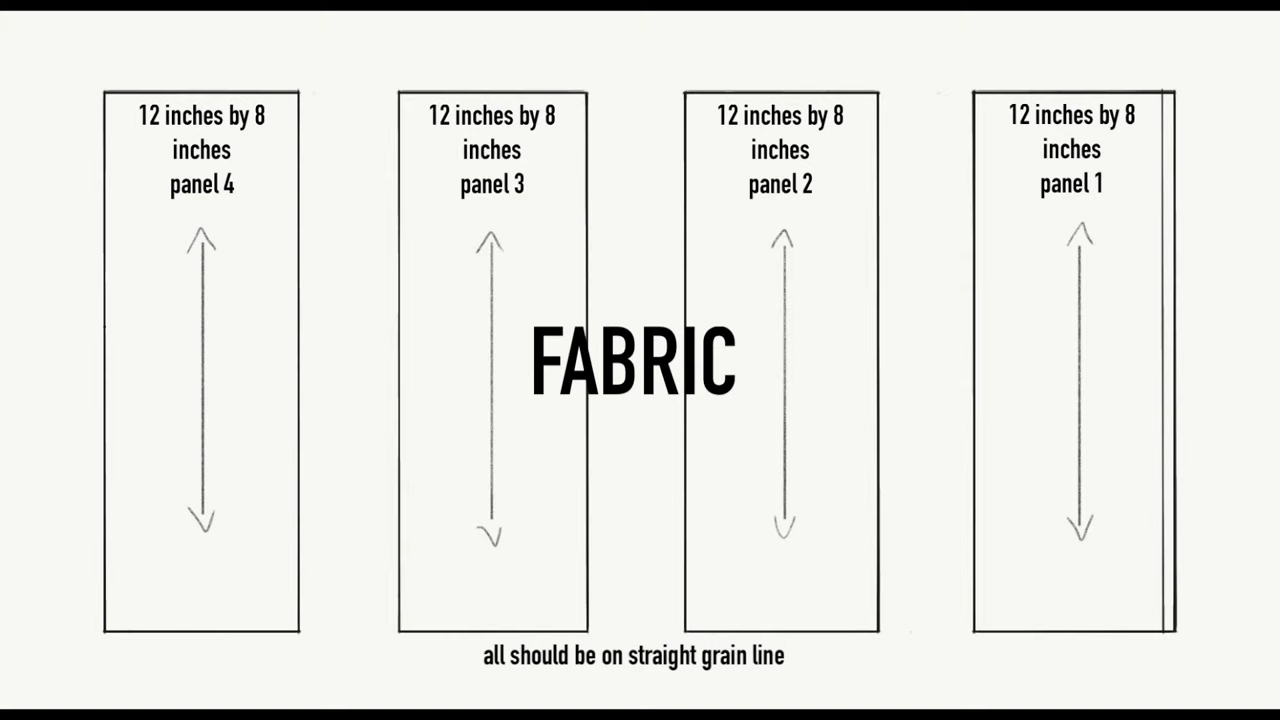 12 inches by 8
inches
panel 4
12 inches by 8
inches
panel 3
12 inches by 8
inches
panel 2
12 inches by 8
inches
panel 1
FABRIC
all should be on straight grain line